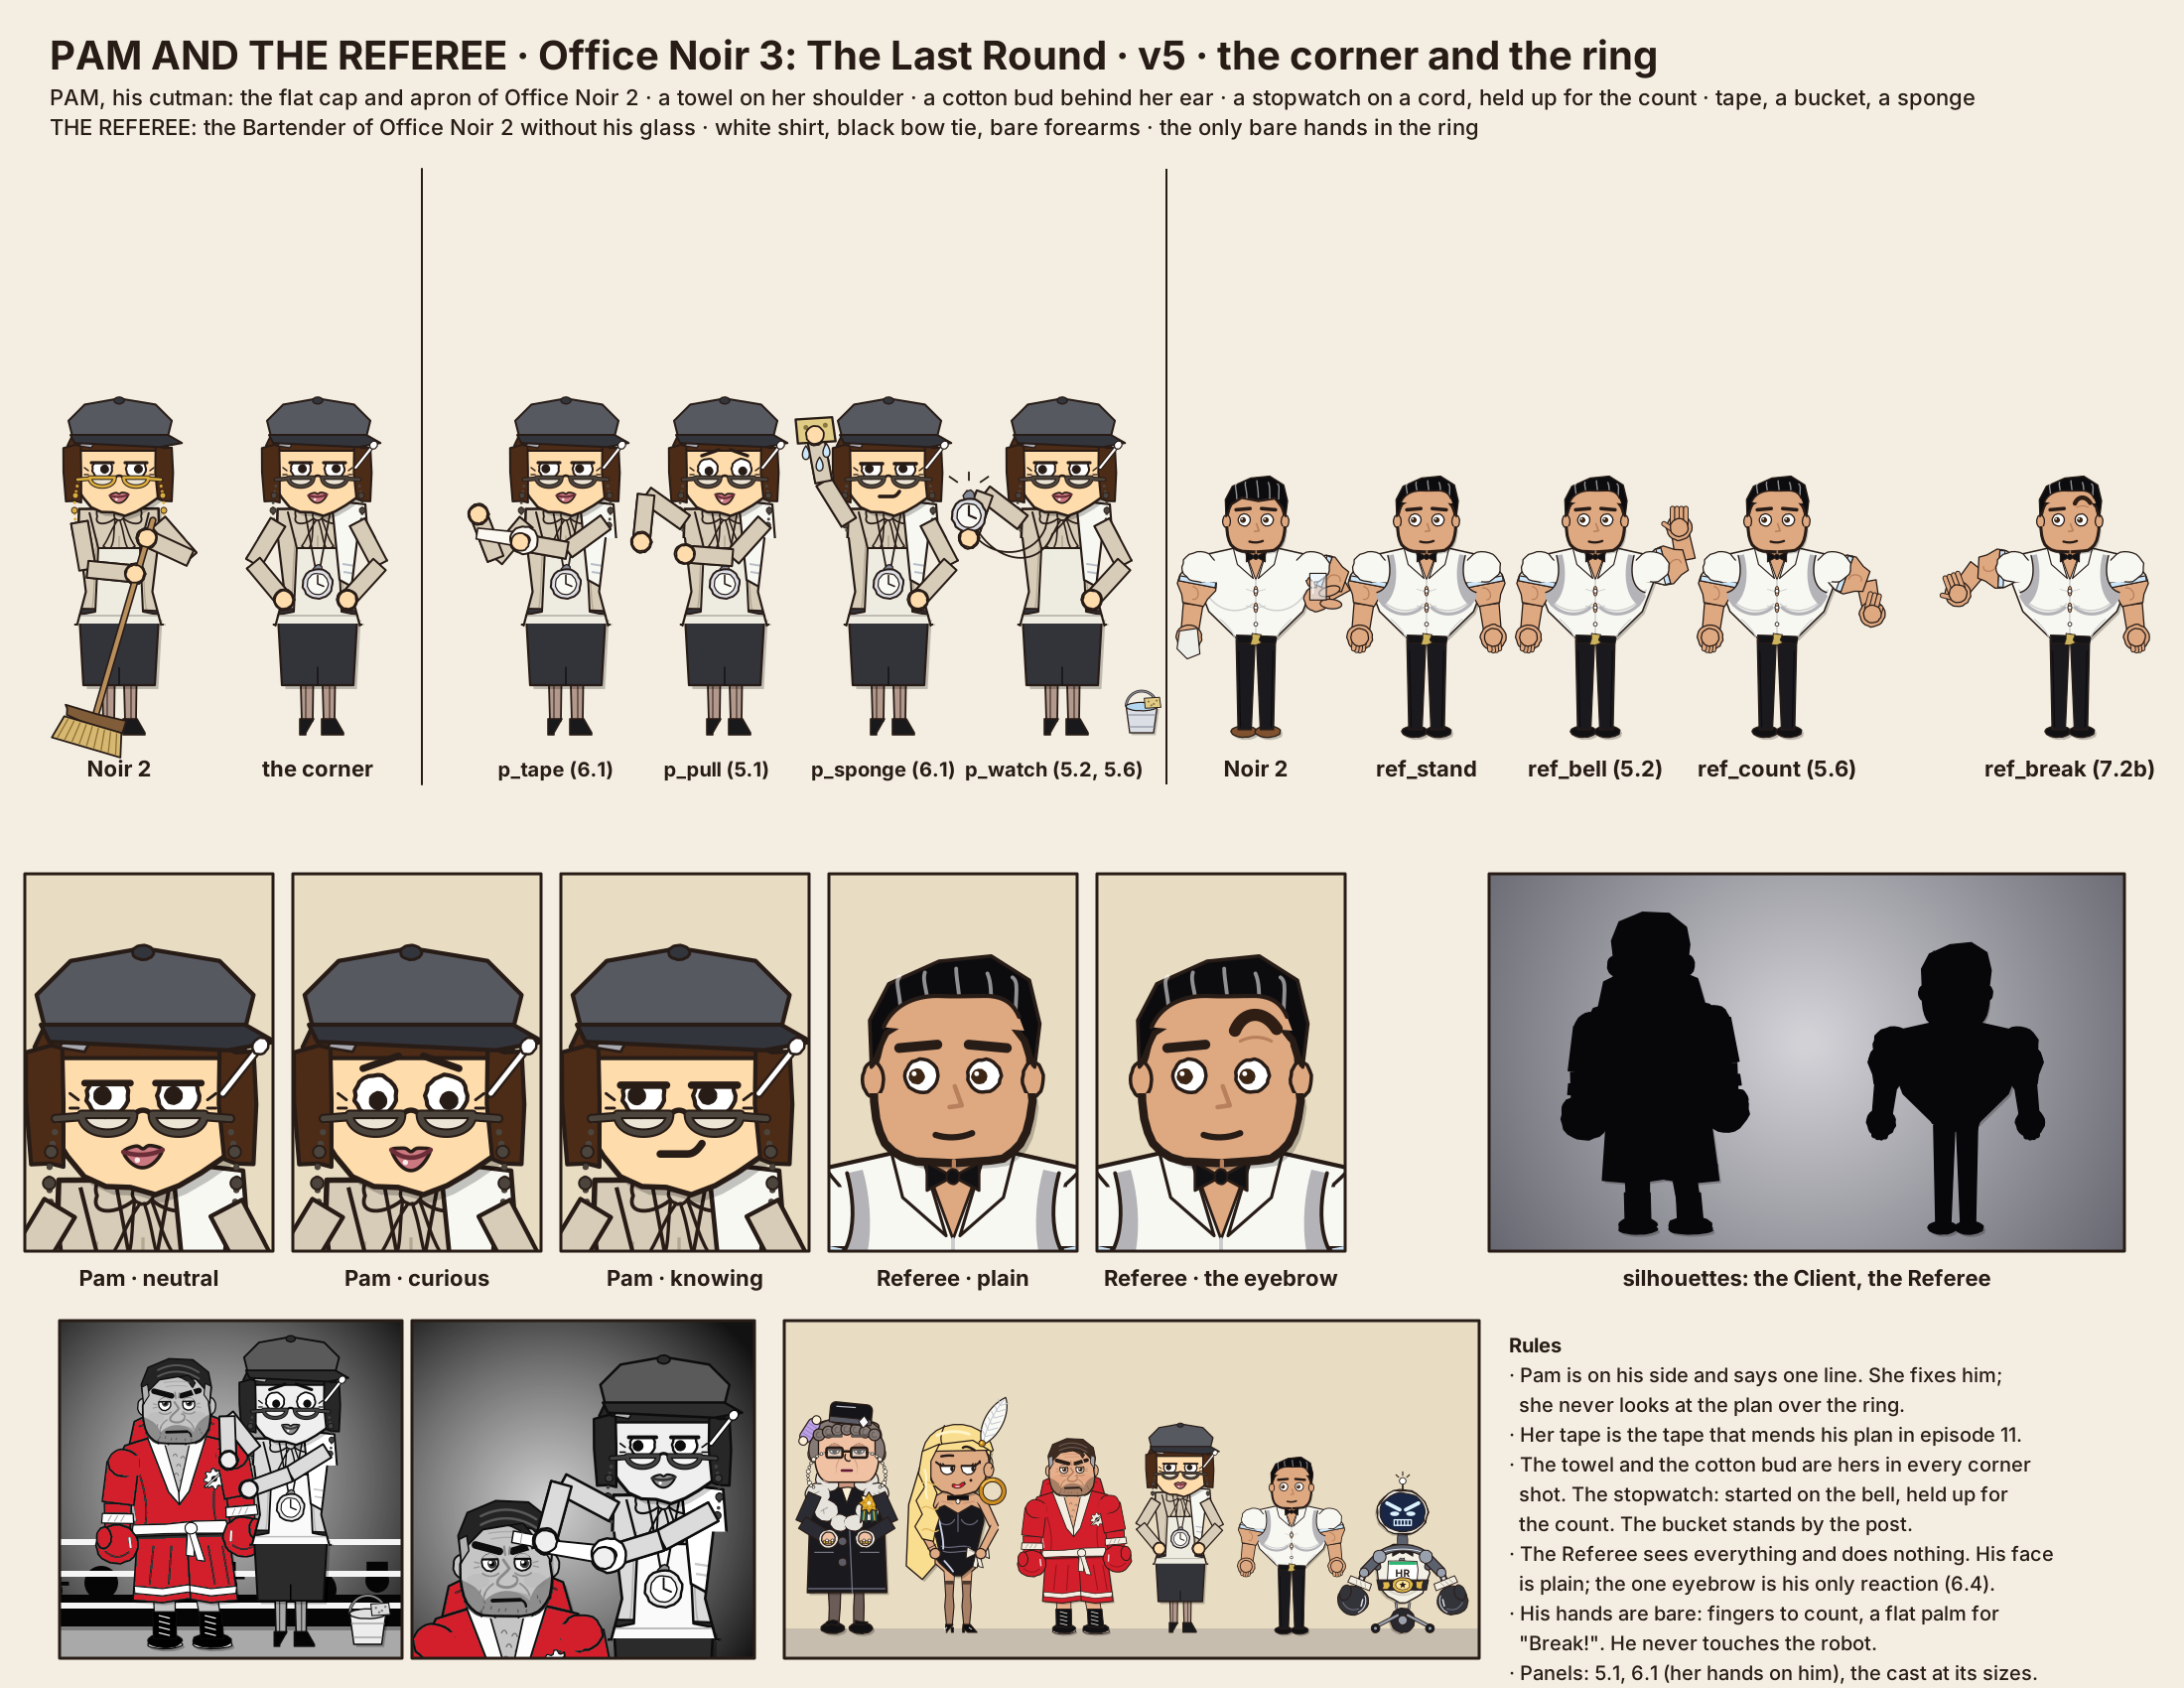 PAM AND THE REFEREE · Office Noir 3: The Last Round · v5 · the corner and the ring
PAM, his cutman: the flat cap and apron of Office Noir 2 · a towel on her shoulder · a cotton bud behind her ear · a stopwatch on a cord, held up for the count · tape, a bucket, a sponge
THE REFEREE: the Bartender of Office Noir 2 without his glass · white shirt, black bow tie, bare forearms · the only bare hands in the ring
Noir 2
the corner
p_tape (6.1)
p_pull (5.1)
p_sponge (6.1)
p_watch (5.2, 5.6)
Noir 2
ref_stand
ref_bell (5.2)
ref_count (5.6)
ref_break (7.2b)
Pam · neutral
Pam · curious
Pam · knowing
Referee · plain
Referee · the eyebrow
silhouettes: the Client, the Referee
HR
Rules
· Pam is on his side and says one line. She fixes him;
she never looks at the plan over the ring.
· Her tape is the tape that mends his plan in episode 11.
· The towel and the cotton bud are hers in every corner
shot. The stopwatch: started on the bell, held up for
the count. The bucket stands by the post.
· The Referee sees everything and does nothing. His face
is plain; the one eyebrow is his only reaction (6.4).
· His hands are bare: fingers to count, a flat palm for
"Break!". He never touches the robot.
· Panels: 5.1, 6.1 (her hands on him), the cast at its sizes.